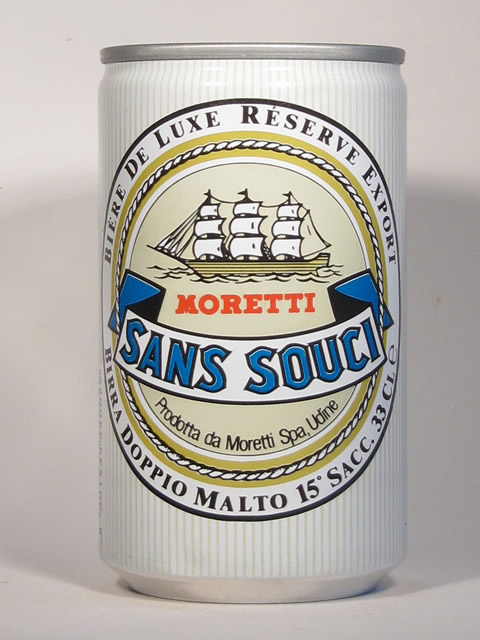 BIÈRE DE LUXE RÉSERVE EXPORT
MORETTI
SANS SOUCI
Prodotta da Moretti Spa, Udine
BIRRA DOPPIO MALTO 15° SACC. 33 CL ℮